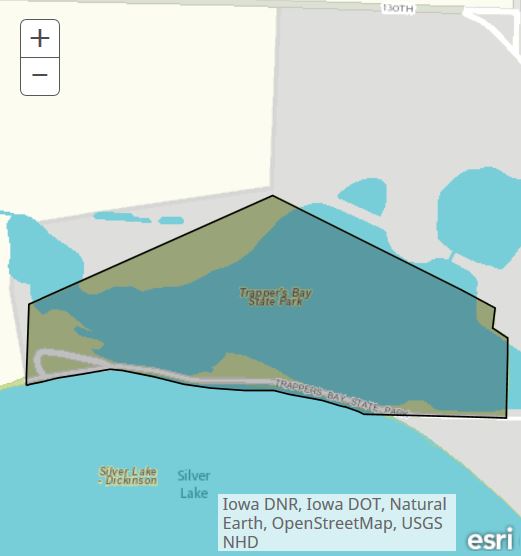 +
−
130TH
Trapper's Bay
State Park
TRAPPERS BAY STATE PARK
Silver Lake
- Dickinson
Silver
Lake
Iowa DNR, Iowa DOT, Natural
Earth, OpenStreetMap, USGS
NHD
esri